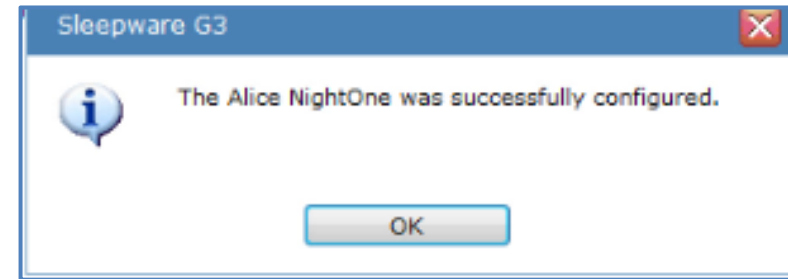 Sleepware G3
The Alice NightOne was successfully configured.
OK